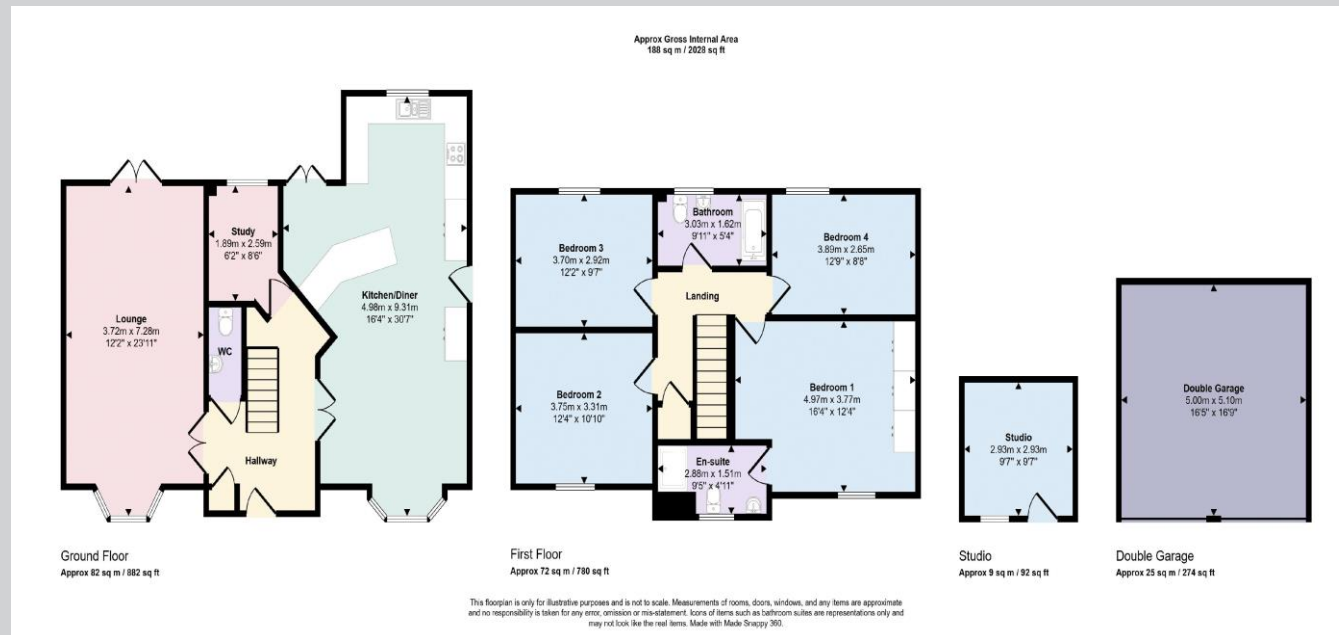 Approx Gross Internal Area
188 sq m / 2028 sq ft
Study
1.89m x 2.59m
6'2" x 8'6"
Lounge
3.72m x 7.28m
12'2" x 23'11"
WC
Kitchen/Diner
4.98m x 9.31m
16'4" x 30'7"
Hallway
Ground Floor
Approx 82 sq m / 882 sq ft
Bedroom 3
3.70m x 2.92m
12'2" x 9'7"
Bathroom
3.03m x 1.62m
9'11" x 5'4"
Bedroom 4
3.89m x 2.65m
12'9" x 8'8"
Landing
Bedroom 2
3.75m x 3.31m
12'4" x 10'10"
Bedroom 1
4.97m x 3.77m
16'4" x 12'4"
En-suite
2.88m x 1.51m
9'5" x 4'11"
First Floor
Approx 72 sq m / 780 sq ft
Studio
2.93m x 2.93m
9'7" x 9'7"
Studio
Approx 9 sq m / 92 sq ft
Double Garage
5.00m x 5.10m
16'5" x 16'9"
Double Garage
Approx 25 sq m / 274 sq ft
This floorplan is only for illustrative purposes and is not to scale. Measurements of rooms, doors, windows, and any items are approximate
and no responsibility is taken for any error, omission or mis-statement. Icons of items such as bathroom suites are representations only and
may not look like the real items. Made with Made Snappy 360.